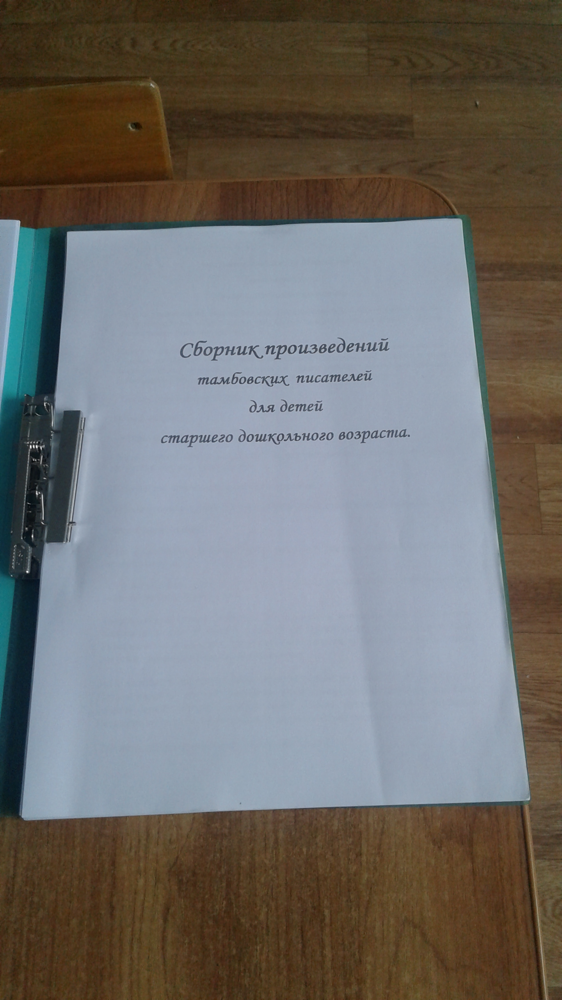 Сборник произведений
тамбовских писателей
для детей
старшего дошкольного возраста.